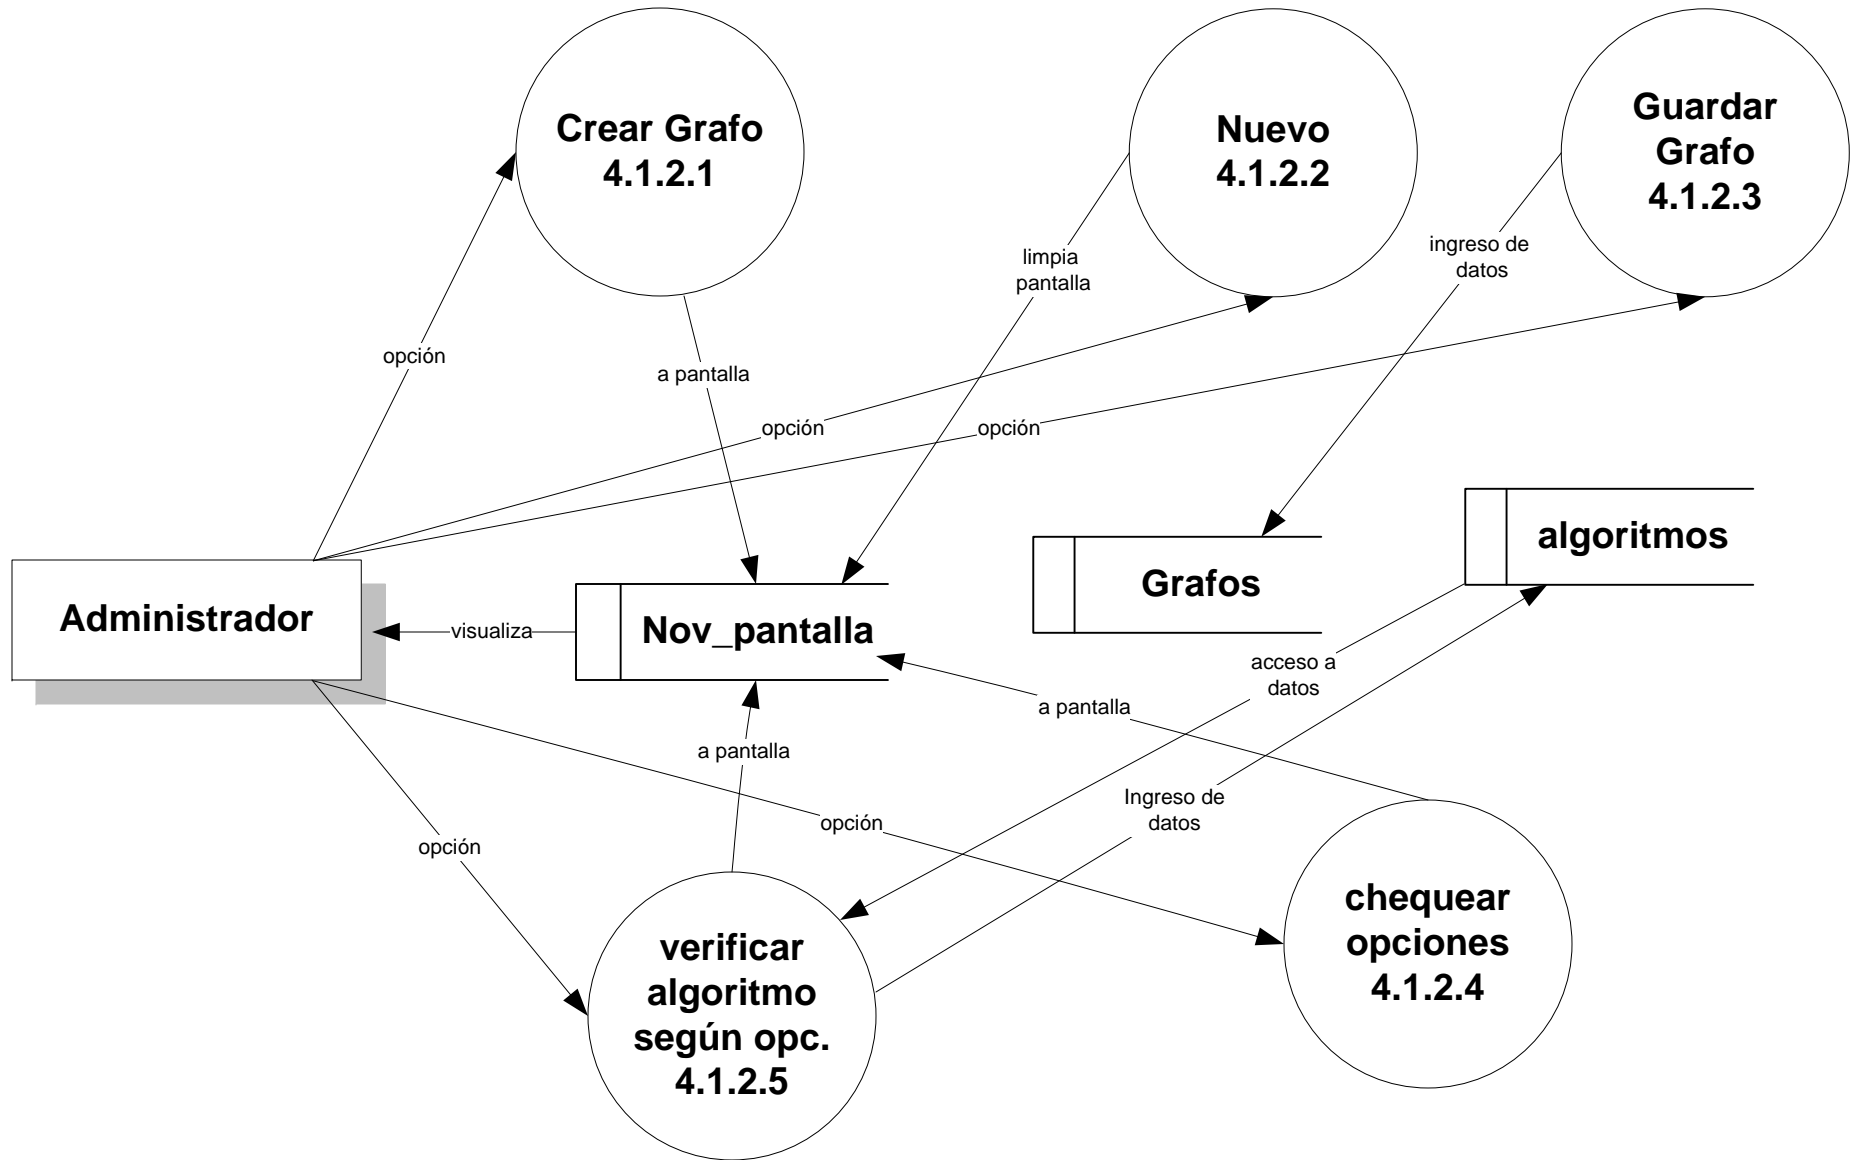 Crear Grafo
4.1.2.1
Nuevo
4.1.2.2
Guardar
Grafo
4.1.2.3
limpia
pantalla
ingreso de
datos
opción
a pantalla
opción
opción
algoritmos
Grafos
Administrador
visualiza
Nov_pantalla
acceso a
datos
a pantalla
a pantalla
Ingreso de
datos
opción
opción
chequear
opciones
4.1.2.4
verificar
algoritmo
según opc.
4.1.2.5